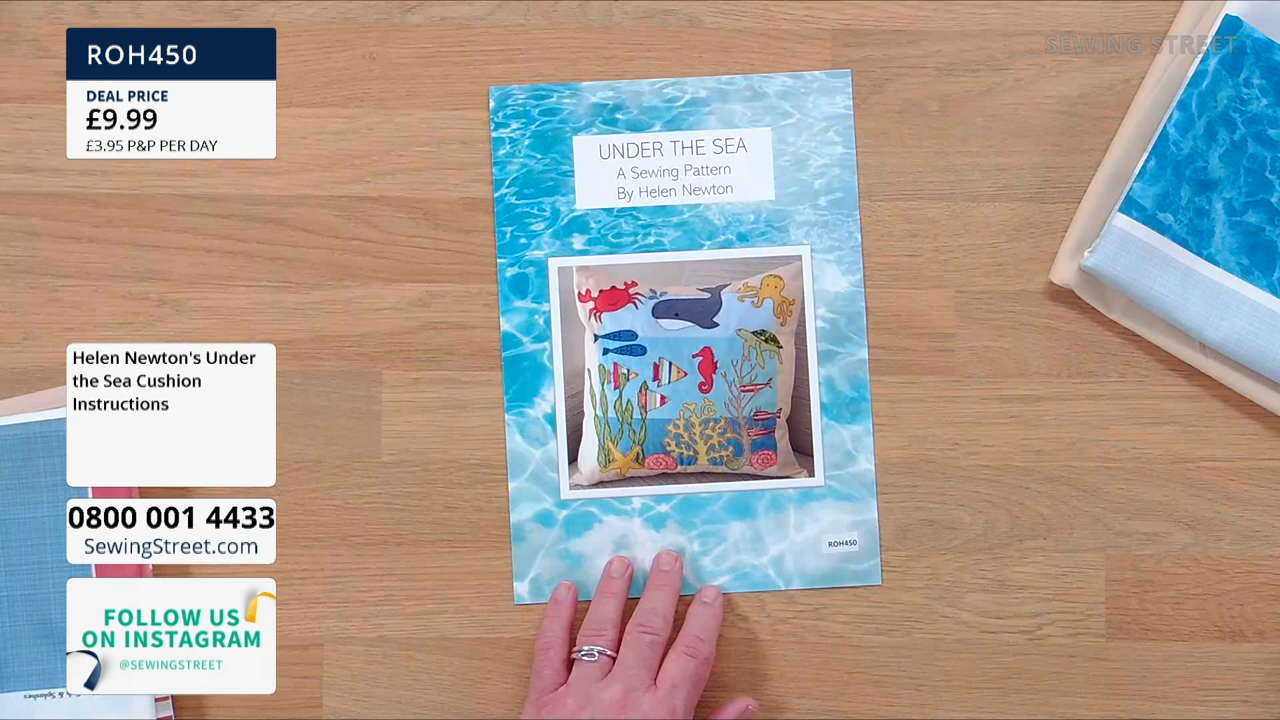 ROH450
DEAL PRICE
£9.99
£3.95 P&P PER DAY
SEWING STREET
UNDER THE SEA
A Sewing Pattern
By Helen Newton
ROH450
Helen Newton's Under
the Sea Cushion
Instructions
0800 001 4433
SewingStreet.com
FOLLOW US
ON INSTAGRAM
@SEWINGSTREET